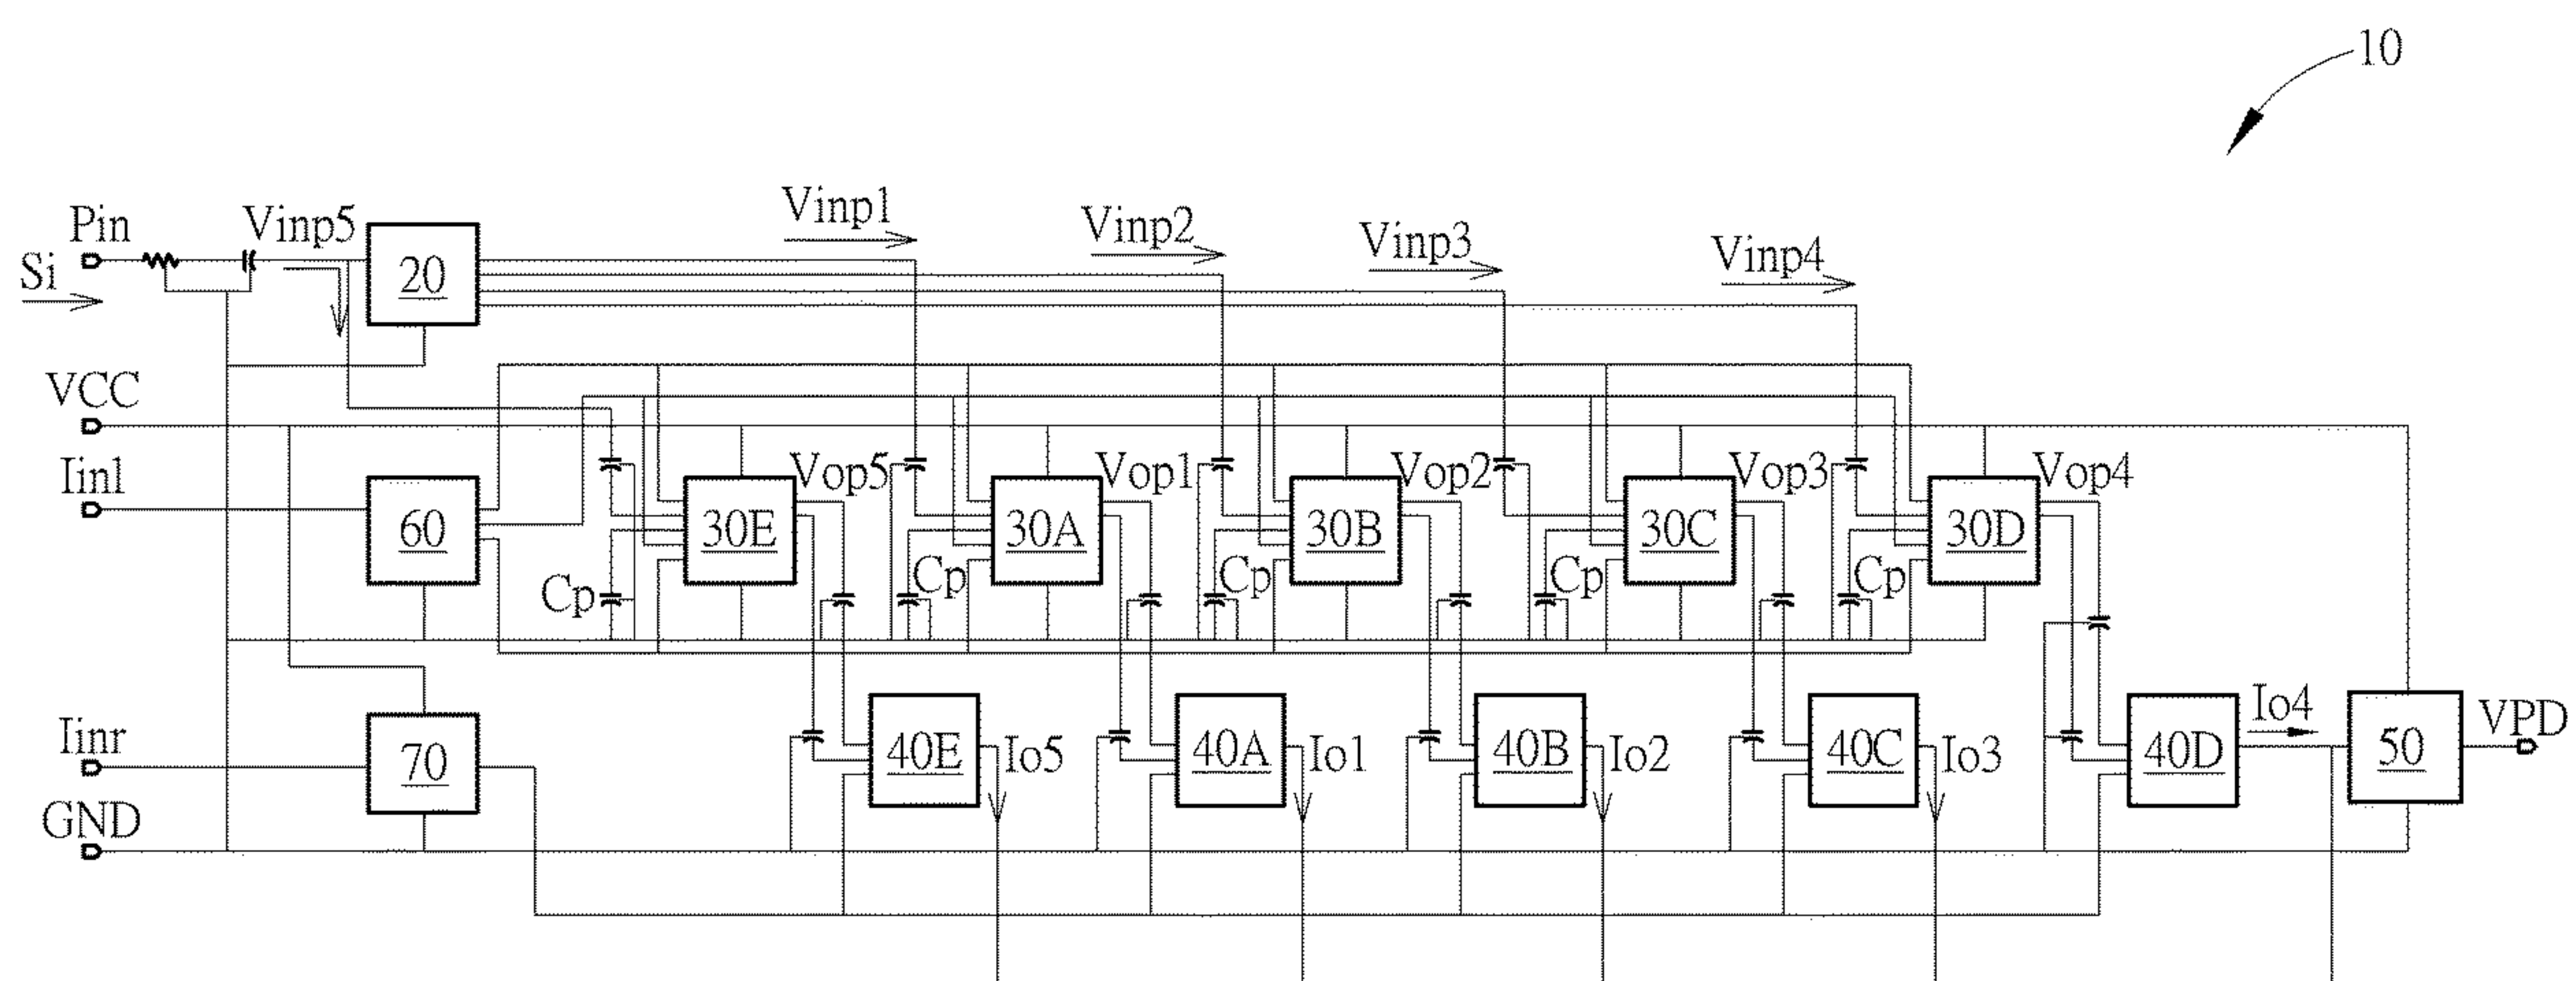 10
Pin
Vinp5
Vinp1
Vinp2
Vinp3
Vinp4
Si
20
VCC
Iin1
60
Vop5
Vop1
Vop2
Vop3
Vop4
30E
30A
30B
30C
30D
Cp
Cp
Cp
Cp
Cp
Iinr
70
40E
Io5
40A
Io1
40B
Io2
40C
Io3
40D
Io4
50
VPD
GND